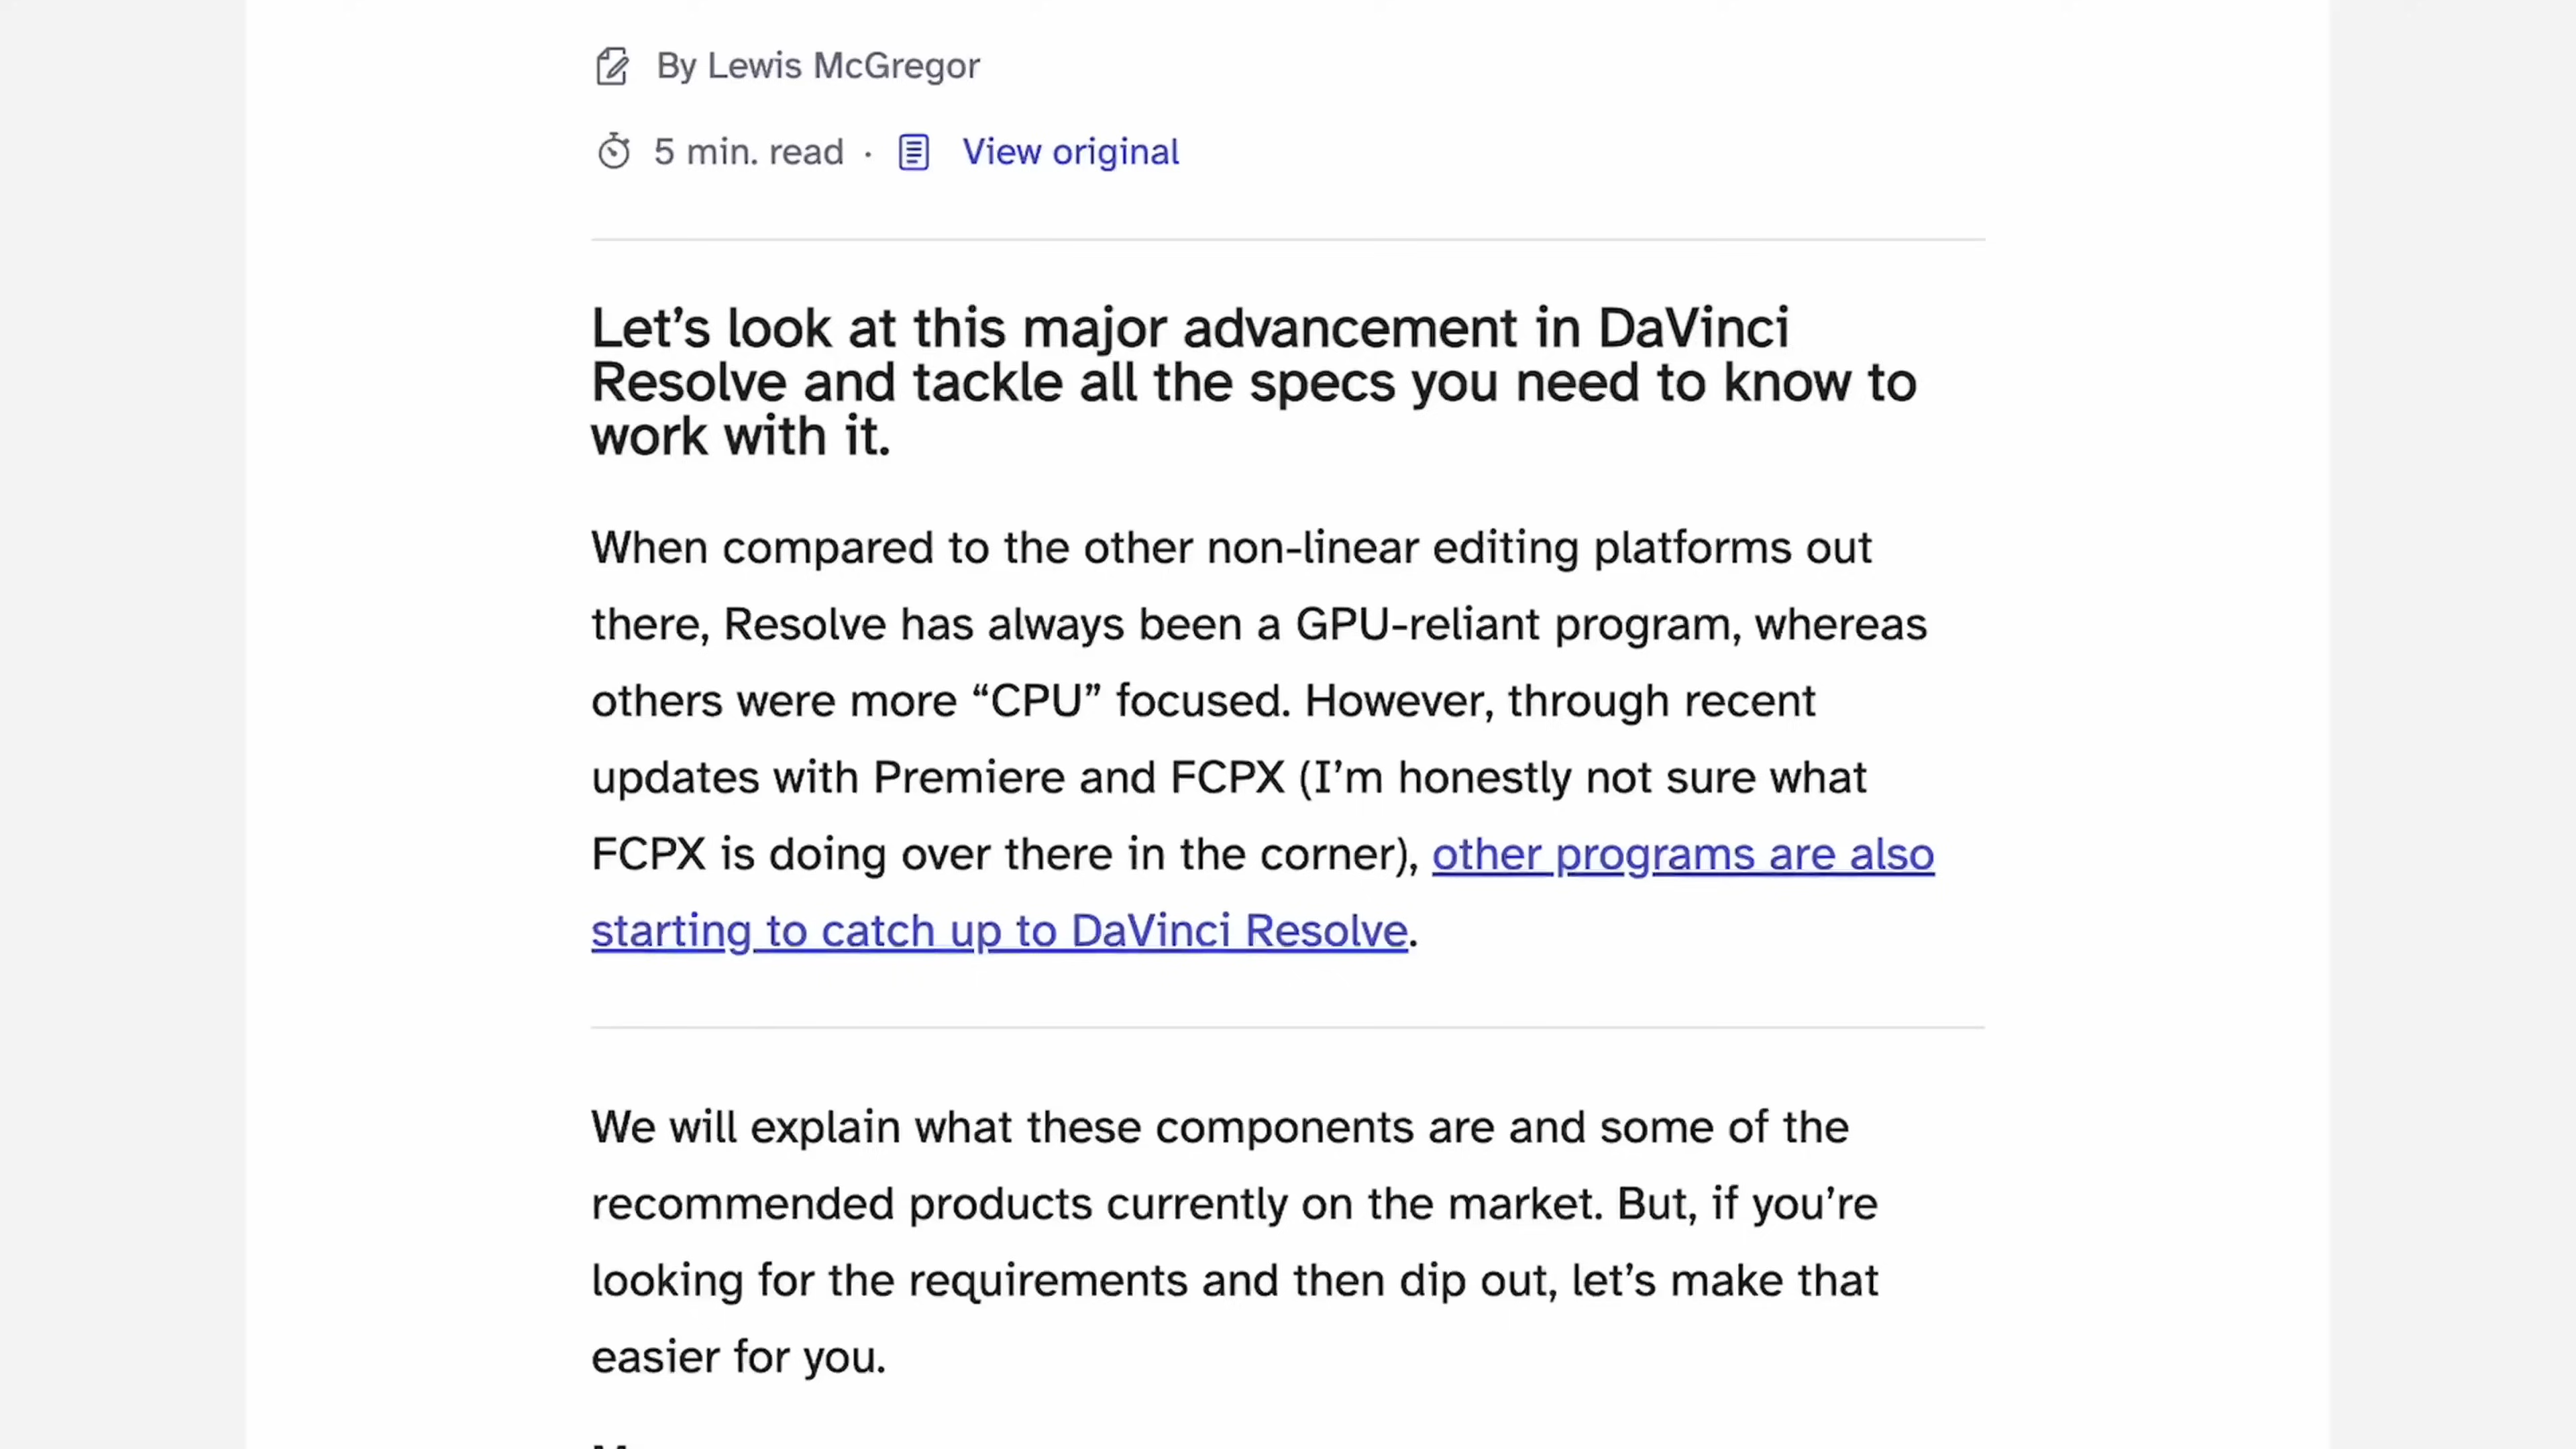 By Lewis McGregor
5 min. read · View original
Let’s look at this major advancement in DaVinci
Resolve and tackle all the specs you need to know to
work with it.
When compared to the other non-linear editing platforms out
there, Resolve has always been a GPU-reliant program, whereas
others were more “CPU” focused. However, through recent
updates with Premiere and FCPX (I’m honestly not sure what
FCPX is doing over there in the corner), other programs are also
starting to catch up to DaVinci Resolve.
We will explain what these components are and some of the
recommended products currently on the market. But, if you’re
looking for the requirements and then dip out, let’s make that
easier for you.